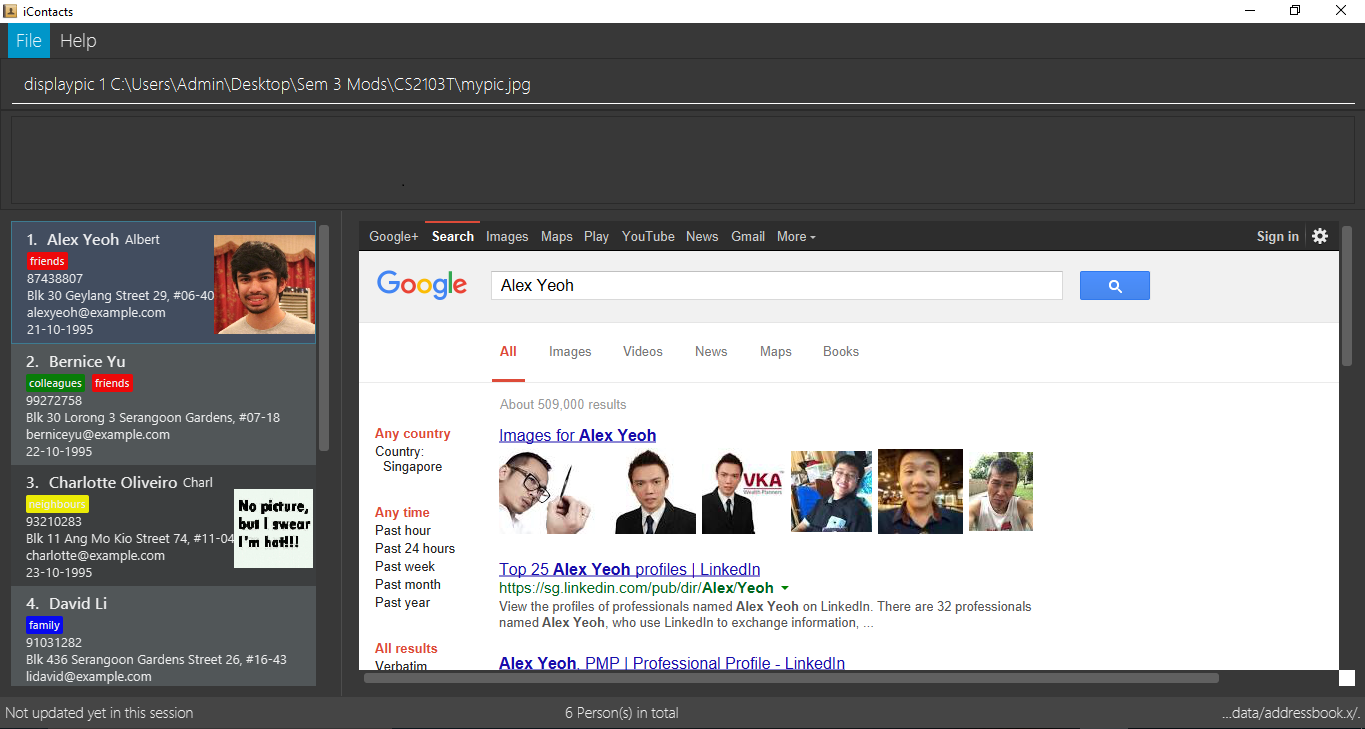 iContacts
File Help
displaypic 1 C:\Users\Admin\Desktop\Sem 3 Mods\CS2103T\mypic.jpg
1. Alex Yeoh Albert
friends
87438807
Blk 30 Geylang Street 29, #06-40
alexyeoh@example.com
21-10-1995
2. Bernice Yu
colleagues friends
99272758
Blk 30 Lorong 3 Serangoon Gardens, #07-18
berniceyu@example.com
22-10-1995
3. Charlotte Oliveiro Charl
neighbours
93210283
Blk 11 Ang Mo Kio Street 74, #11-04
charlotte@example.com
23-10-1995
No picture,
but I swear
I'm hot!!!
4. David Li
family
91031282
Blk 436 Serangoon Gardens Street 26, #16-43
lidavid@example.com
Google+ Search Images Maps Play YouTube News Gmail More Sign in
Google Alex Yeoh
All Images Videos News Maps Books
About 509,000 results
Any country
Country:
Singapore
Any time
Past hour
Past 24 hours
Past week
Past month
Past year
All results
Verbatim
Images for Alex Yeoh
VKA
Wealth Planners
Top 25 Alex Yeoh profiles | LinkedIn
https://sg.linkedin.com/pub/dir/Alex/Yeoh
View the profiles of professionals named Alex Yeoh on LinkedIn. There are 32 professionals
named Alex Yeoh, who use LinkedIn to exchange information, ...
Alex Yeoh, PMP | Professional Profile - LinkedIn
Not updated yet in this session
6 Person(s) in total
...data/addressbook.x/.